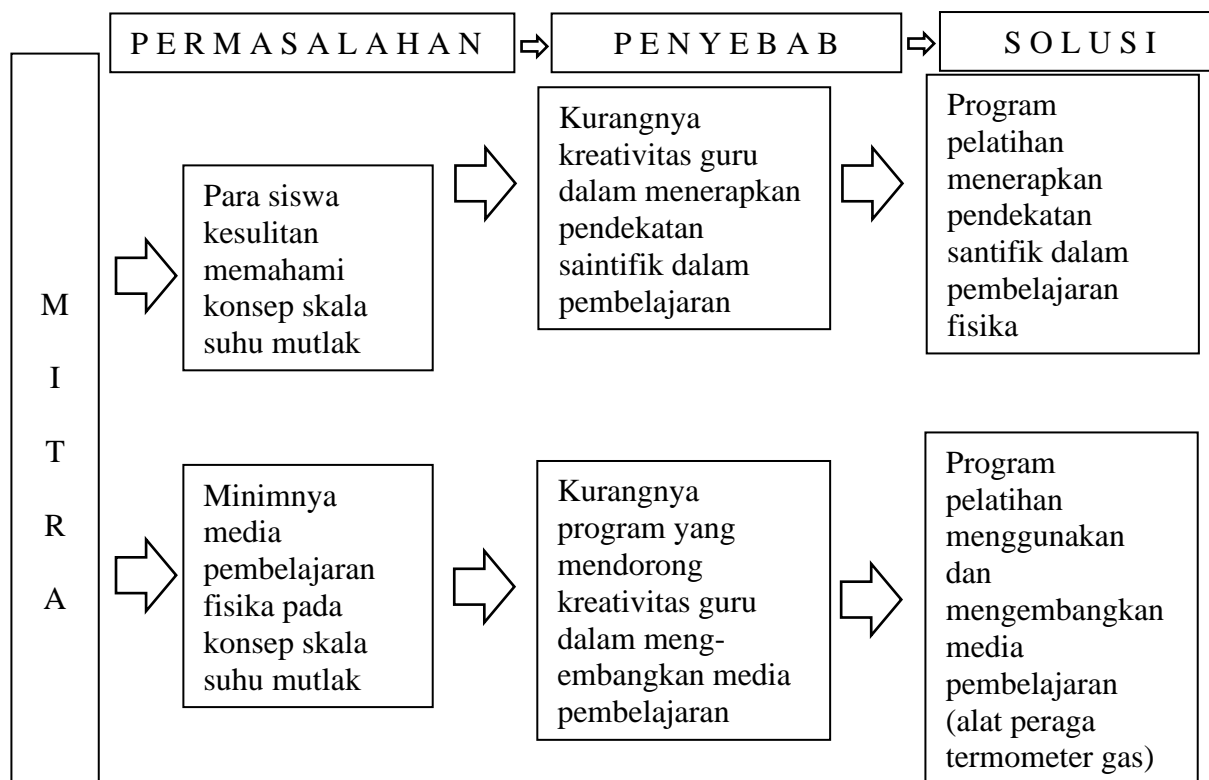 P E R M A S A L A H A N
P E N Y E B A B
S O L U S I
M
I
T
R
A
Para siswa
kesulitan
memahami
konsep skala
suhu mutlak
Kurangnya
kreativitas guru
dalam menerapkan
pendekatan
saintifik dalam
pembelajaran
Program
pelatihan
menerapkan
pendekatan
santifik dalam
pembelajaran
fisika
Minimnya
media
pembelajaran
fisika pada
konsep skala
suhu mutlak
Kurangnya
program yang
mendorong
kreativitas guru
dalam meng-
embangkan media
pembelajaran
Program
pelatihan
menggunakan
dan
mengembangkan
media
pembelajaran
(alat peraga
termometer gas)